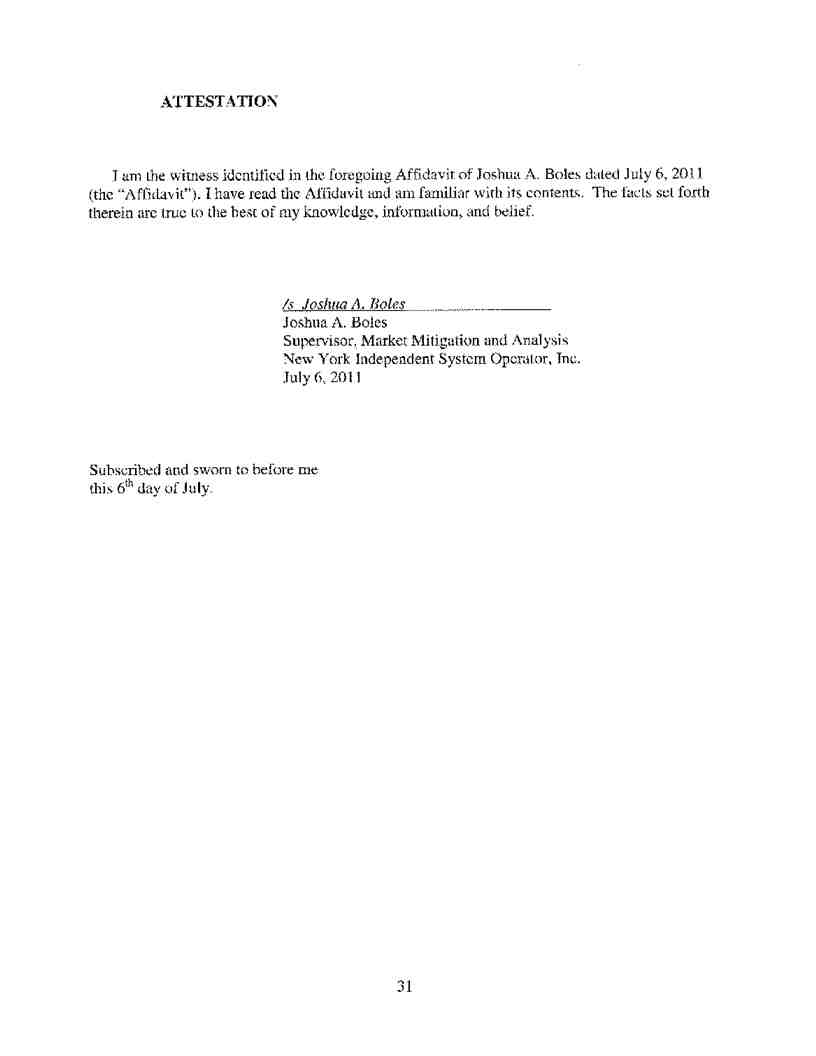 ATTESTATION
I am the witness identified in the foregoing Affidavit of Joshua A. Boles dated July 6, 2011
(the “Affidavit”). I have read the Affidavit and am familiar with its contents. The facts set forth
therein are true to the best of my knowledge, information, and belief.
/s Joshua A. Boles
Joshua A. Boles
Supervisor, Market Mitigation and Analysis
New York Independent System Operator, Inc.
July 6, 2011
Subscribed and sworn to before me
this 6th day of July.
31